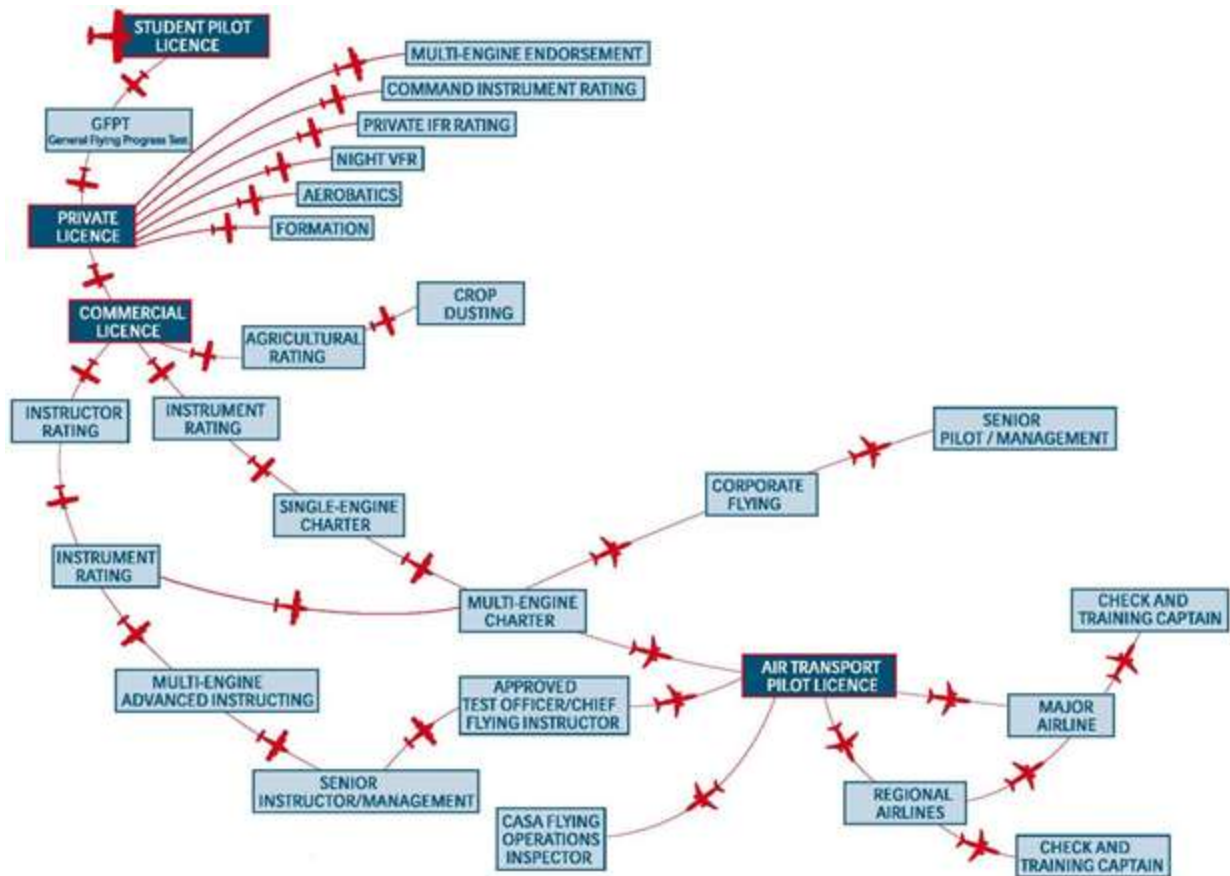 STUDENT PILOT
LICENCE
GFPT
General Flying Progress Test
PRIVATE
LICENCE
MULTI-ENGINE ENDORSEMENT
COMMAND INSTRUMENT RATING
PRIVATE IFR RATING
NIGHT VFR
AEROBATICS
FORMATION
COMMERCIAL
LICENCE
AGRICULTURAL
RATING
CROP
DUSTING
INSTRUCTOR
RATING
INSTRUMENT
RATING
SENIOR
PILOT / MANAGEMENT
CORPORATE
FLYING
SINGLE-ENGINE
CHARTER
INSTRUMENT
RATING
MULTI-ENGINE
CHARTER
CHECK AND
TRAINING CAPTAIN
AIR TRANSPORT
PILOT LICENCE
MULTI-ENGINE
ADVANCED INSTRUCTING
APPROVED
TEST OFFICER/CHIEF
FLYING INSTRUCTOR
MAJOR
AIRLINE
SENIOR
INSTRUCTOR/MANAGEMENT
REGIONAL
AIRLINES
CASA FLYING
OPERATIONS
INSPECTOR
CHECK AND
TRAINING CAPTAIN